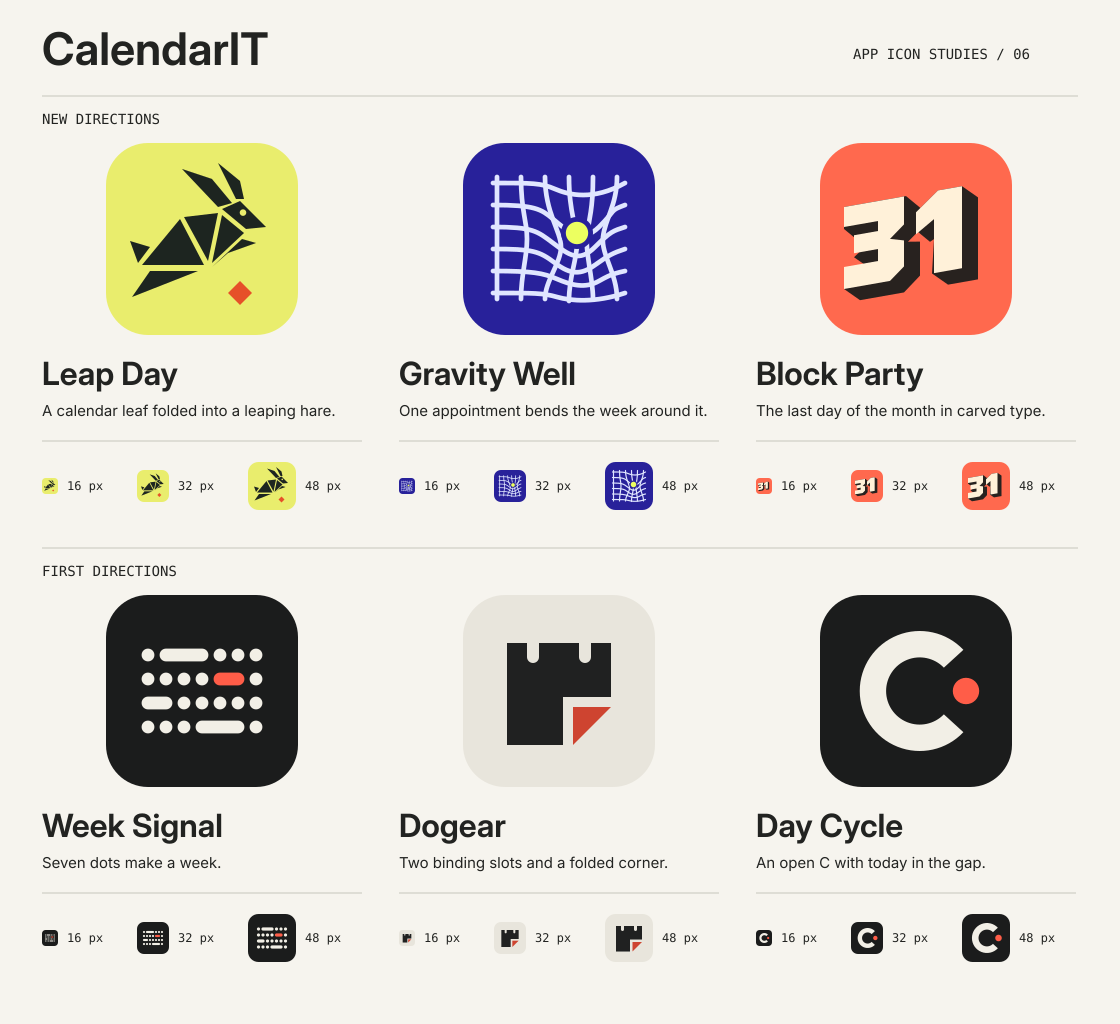 CalendarIT
APP ICON STUDIES / 06
NEW DIRECTIONS
31
Leap Day
Gravity Well
Block Party
A calendar leaf folded into a leaping hare.
One appointment bends the week around it.
The last day of the month in carved type.
16 px 32 px 48 px
16 px 32 px 48 px
31 16 px 31 32 px 31 48 px
FIRST DIRECTIONS
C
Week Signal
Dogear
Day Cycle
Seven dots make a week.
Two binding slots and a folded corner.
An open C with today in the gap.
16 px 32 px 48 px
16 px 32 px 48 px
C 16 px C 32 px C 48 px